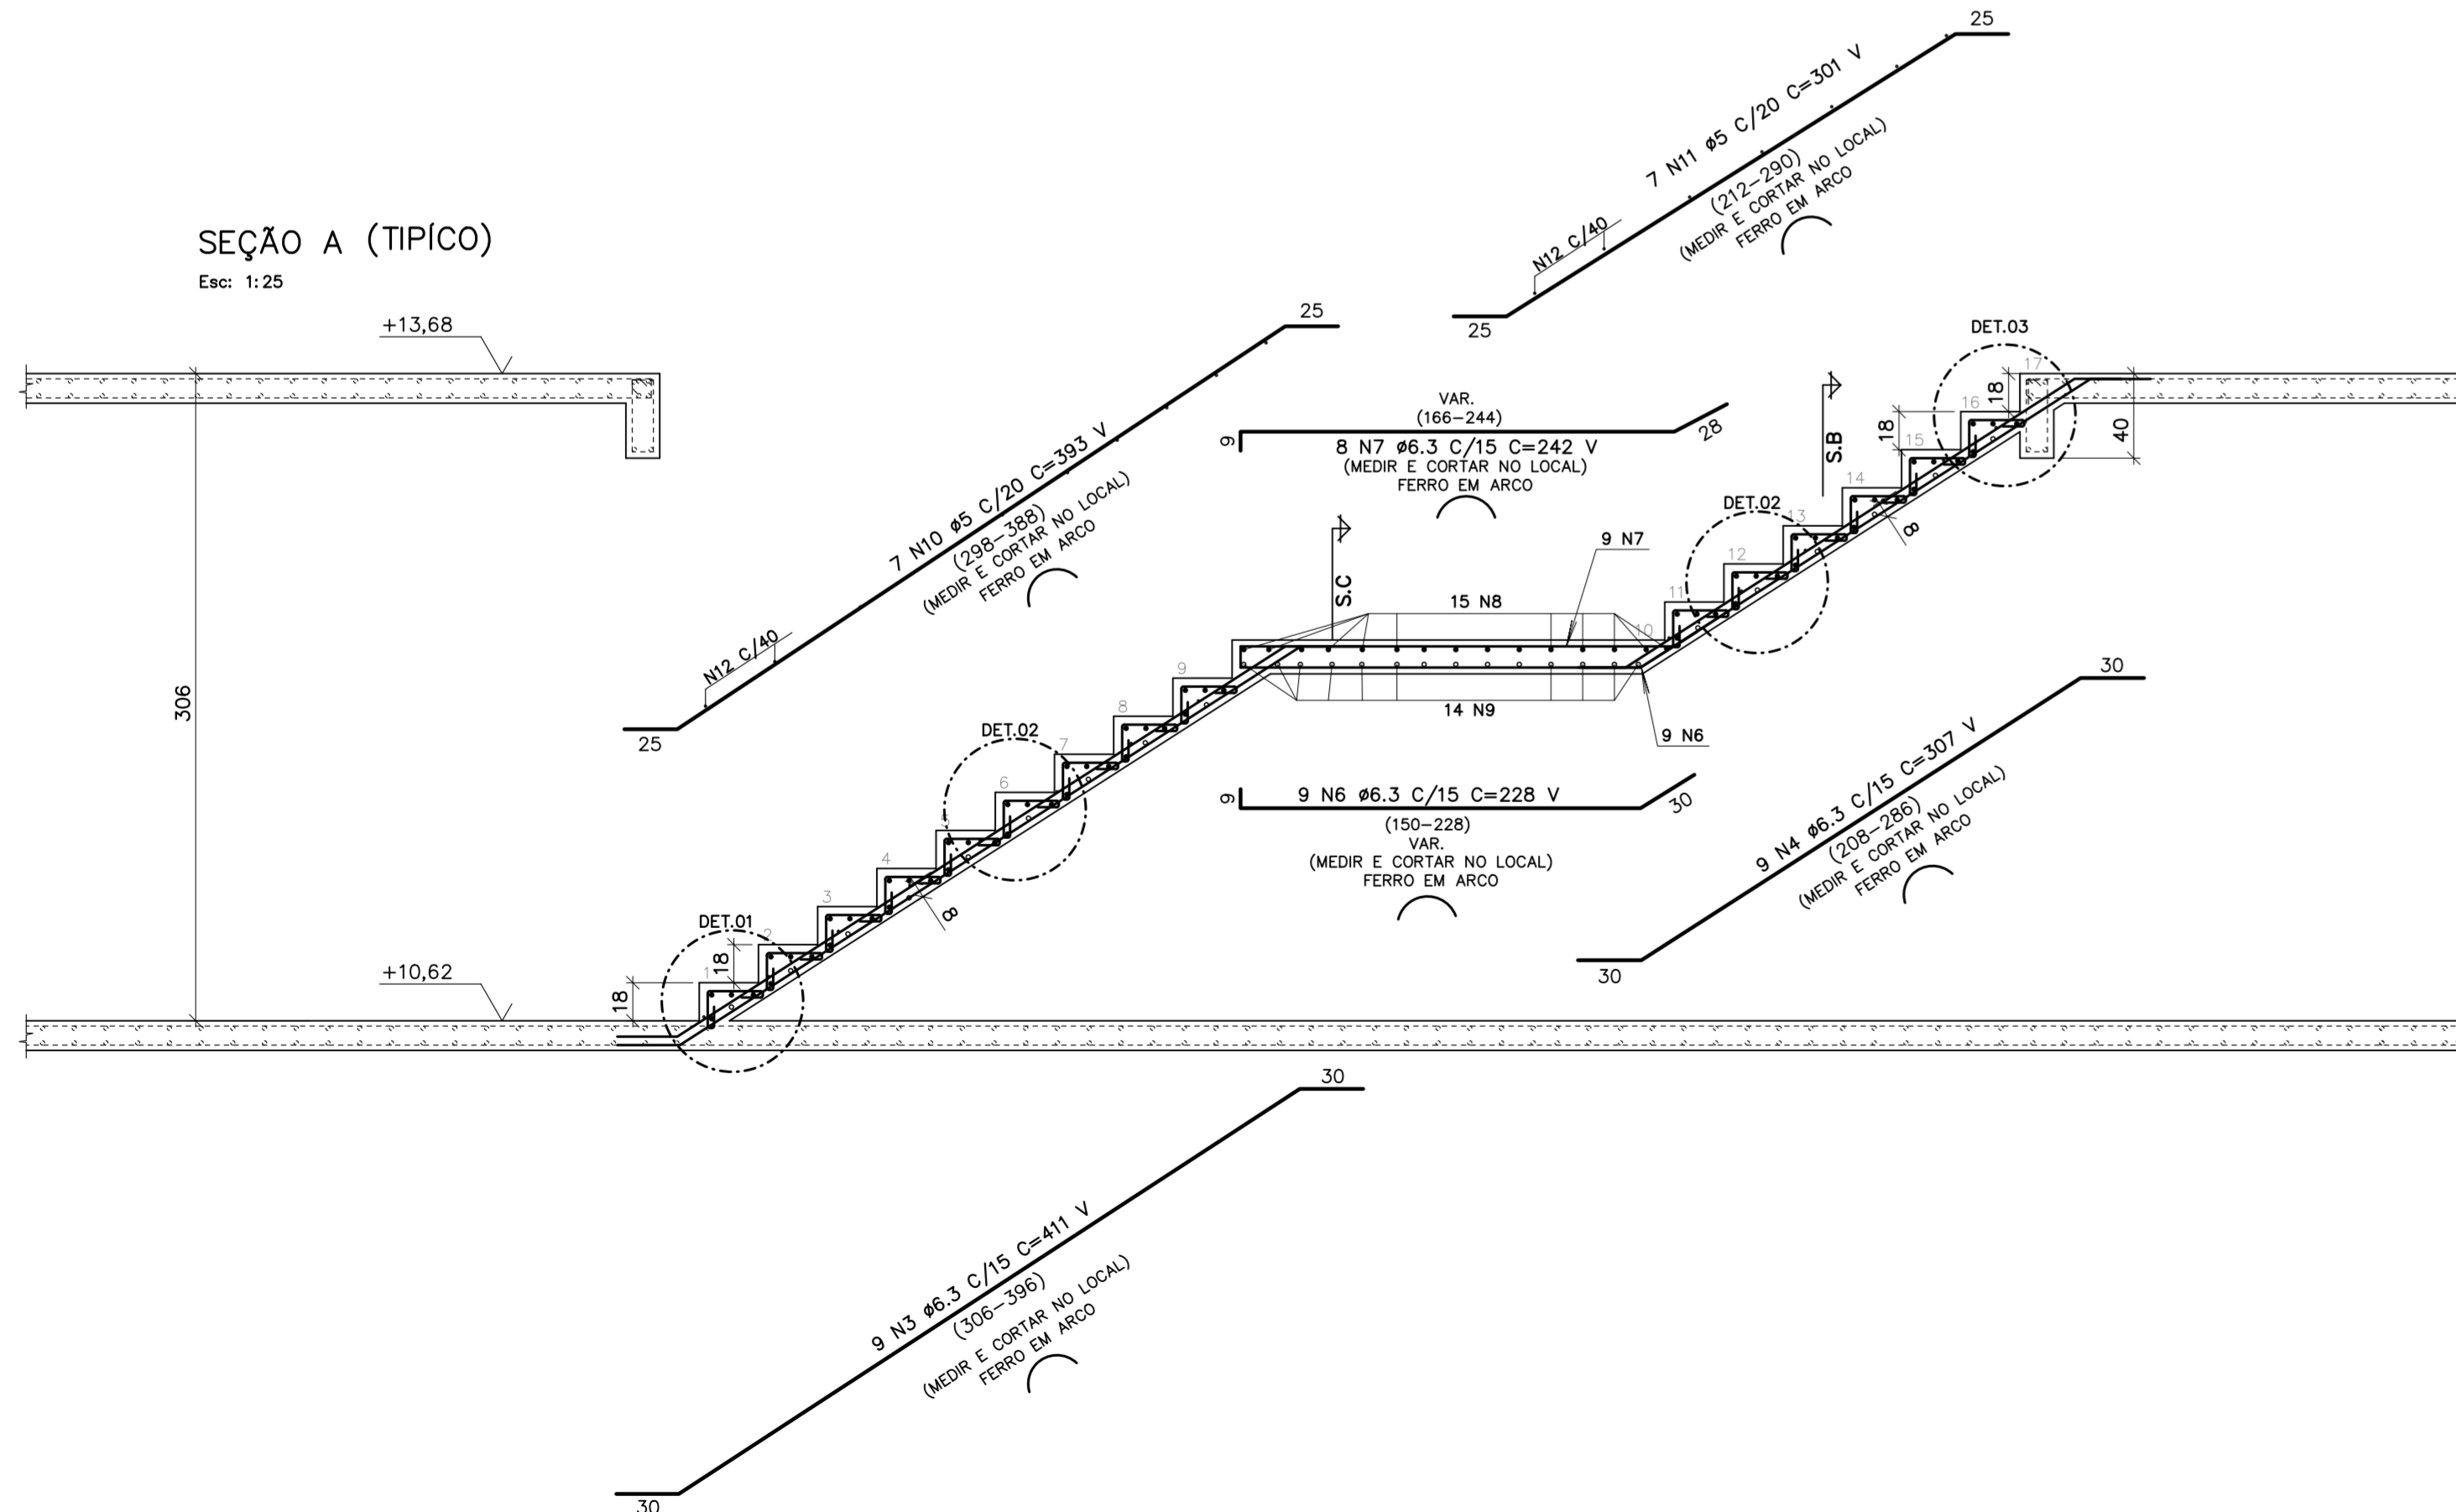 SEÇÃO A (TIPÍCO)
Esc: 1:25
+13,68
306
+10,62
25
7 N10 ø5 C/20 C=393 V
(298-388)
(MEDIR E CORTAR NO LOCAL)
FERRO EM ARCO
N12 C/40
25
25
7 N11 ø5 C/20 C=301 V
(212-290)
(MEDIR E CORTAR NO LOCAL)
FERRO EM ARCO
N12 C/40
25
VAR.
(166-244)
9
28
8 N7 ø6.3 C/15 C=242 V
(MEDIR E CORTAR NO LOCAL)
FERRO EM ARCO
S.C
9 N7
15 N8
14 N9
9 N6
9
9 N6 ø6.3 C/15 C=228 V
30
(150-228)
VAR.
(MEDIR E CORTAR NO LOCAL)
FERRO EM ARCO
S.B
DET.03
17
18
16
18
15
40
14
DET.02
13
8
12
11
10
9
8
DET.02
7
6
5
4
8
3
DET.01
2
18
1
18
30
9 N4 ø6.3 C/15 C=307 V
(208-286)
(MEDIR E CORTAR NO LOCAL)
FERRO EM ARCO
30
30
9 N3 ø6.3 C/15 C=411 V
(306-396)
(MEDIR E CORTAR NO LOCAL)
FERRO EM ARCO
30